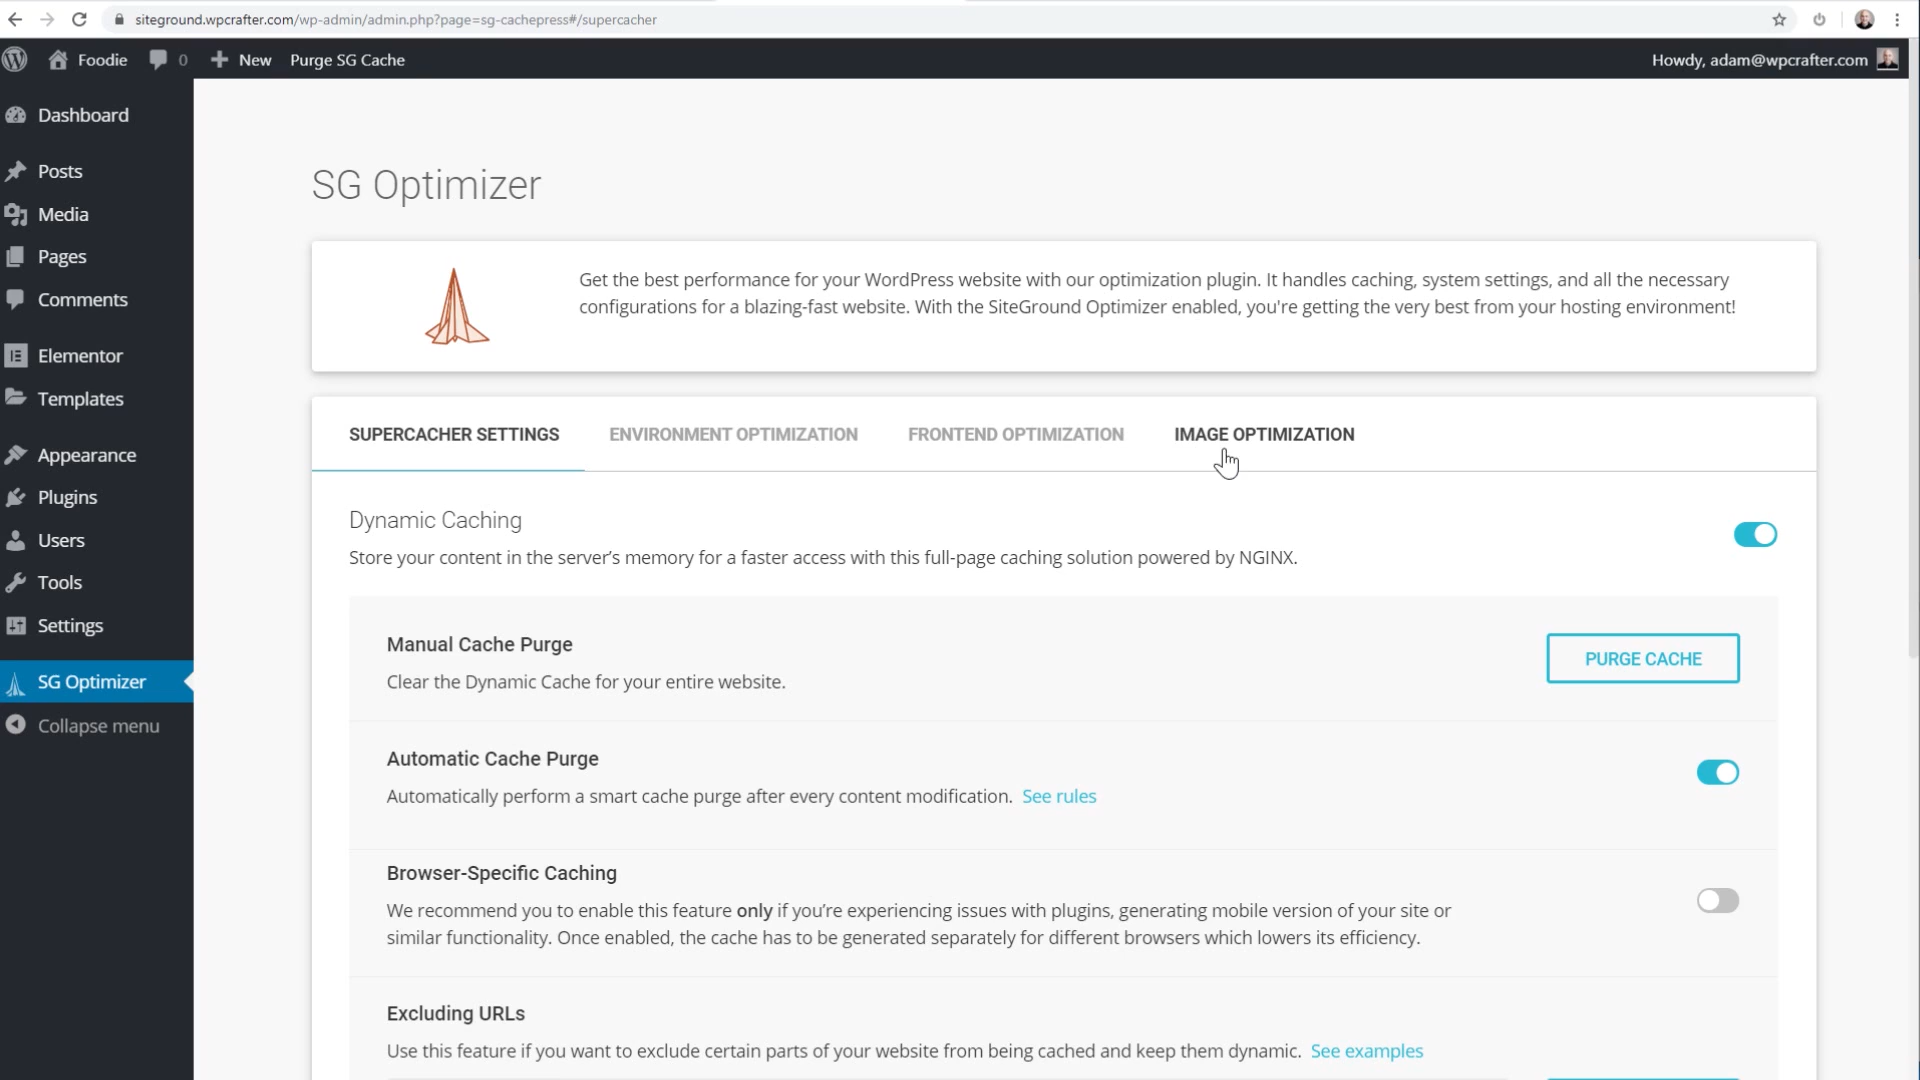 siteground.wpcrafter.com/wp-admin/admin.php?page=sg-cachepress#/supercacher
Foodie
0
New
Purge SG Cache
Howdy, adam@wpcrafter.com
Dashboard
Posts
Media
Pages
Comments
Elementor
Templates
Appearance
Plugins
Users
Tools
Settings
SG Optimizer
Collapse menu
SG Optimizer
Get the best performance for your WordPress website with our optimization plugin. It handles caching, system settings, and all the necessary
configurations for a blazing-fast website. With the SiteGround Optimizer enabled, you're getting the very best from your hosting environment!
SUPERCACHER SETTINGS
ENVIRONMENT OPTIMIZATION
FRONTEND OPTIMIZATION
IMAGE OPTIMIZATION
Dynamic Caching
Store your content in the server’s memory for a faster access with this full-page caching solution powered by NGINX.
Manual Cache Purge
Clear the Dynamic Cache for your entire website.
PURGE CACHE
Automatic Cache Purge
Automatically perform a smart cache purge after every content modification. See rules
Browser-Specific Caching
We recommend you to enable this feature only if you’re experiencing issues with plugins, generating mobile version of your site or
similar functionality. Once enabled, the cache has to be generated separately for different browsers which lowers its efficiency.
Excluding URLs
Use this feature if you want to exclude certain parts of your website from being cached and keep them dynamic. See examples